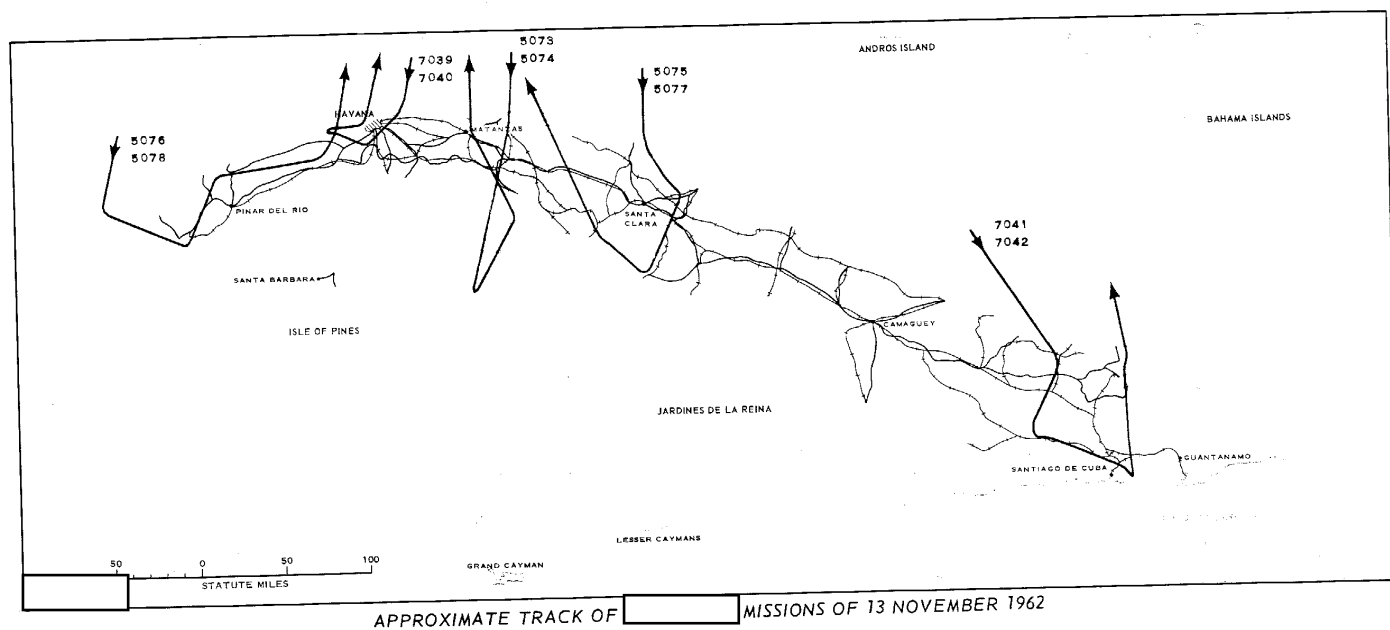 ANDROS ISLAND
BAHAMA ISLANDS
5073
5074
7039
7040
5075
5077
HAVANA
MATANZAS
5076
5078
PINAR DEL RIO
SANTA
CLARA
7041
7042
SANTA BARBARA
ISLE OF PINES
CAMAGUEY
JARDINES DE LA REINA
SANTIAGO DE CUBA
GUANTANAMO
LESSER CAYMANS
GRAND CAYMAN
50 0 50 100
STATUTE MILES
APPROXIMATE TRACK OF MISSIONS OF 13 NOVEMBER 1962